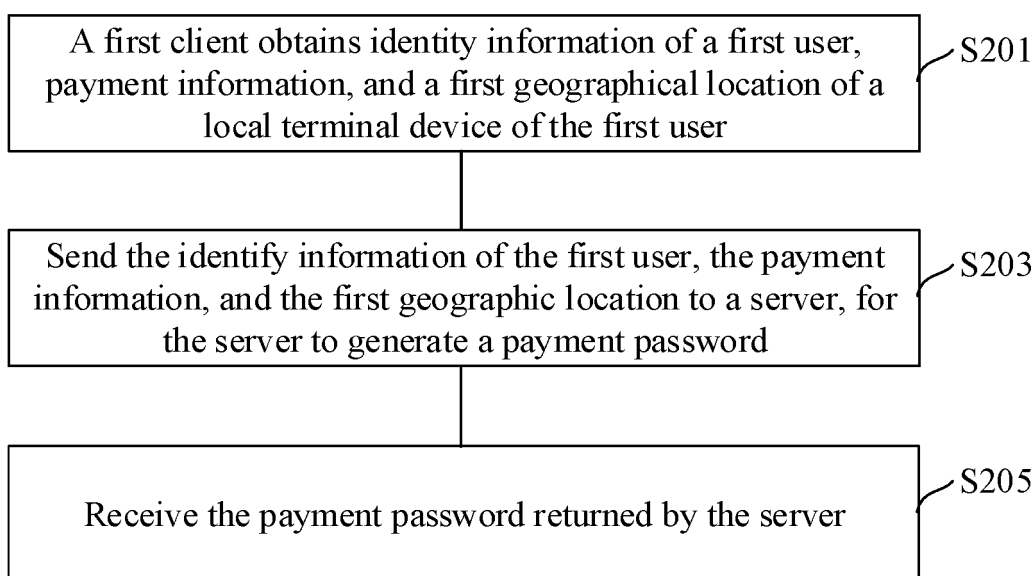 A first client obtains identity information of a first user,
payment information, and a first geographical location of a
local terminal device of the first user
S201
Send the identify information of the first user, the payment
information, and the first geographic location to a server, for
the server to generate a payment password
S203
Receive the payment password returned by the server
S205